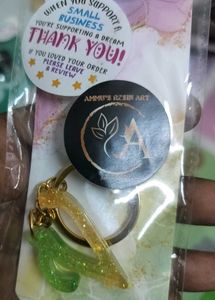 WHEN YOU SUPPORT A
SMALL
BUSINESS
YOU'RE SUPPORTING A DREAM
THANK YOU!
IF YOU LOVED YOUR ORDER
PLEASE LEAVE
A REVIEW
AMMU'S RESIN ART
A